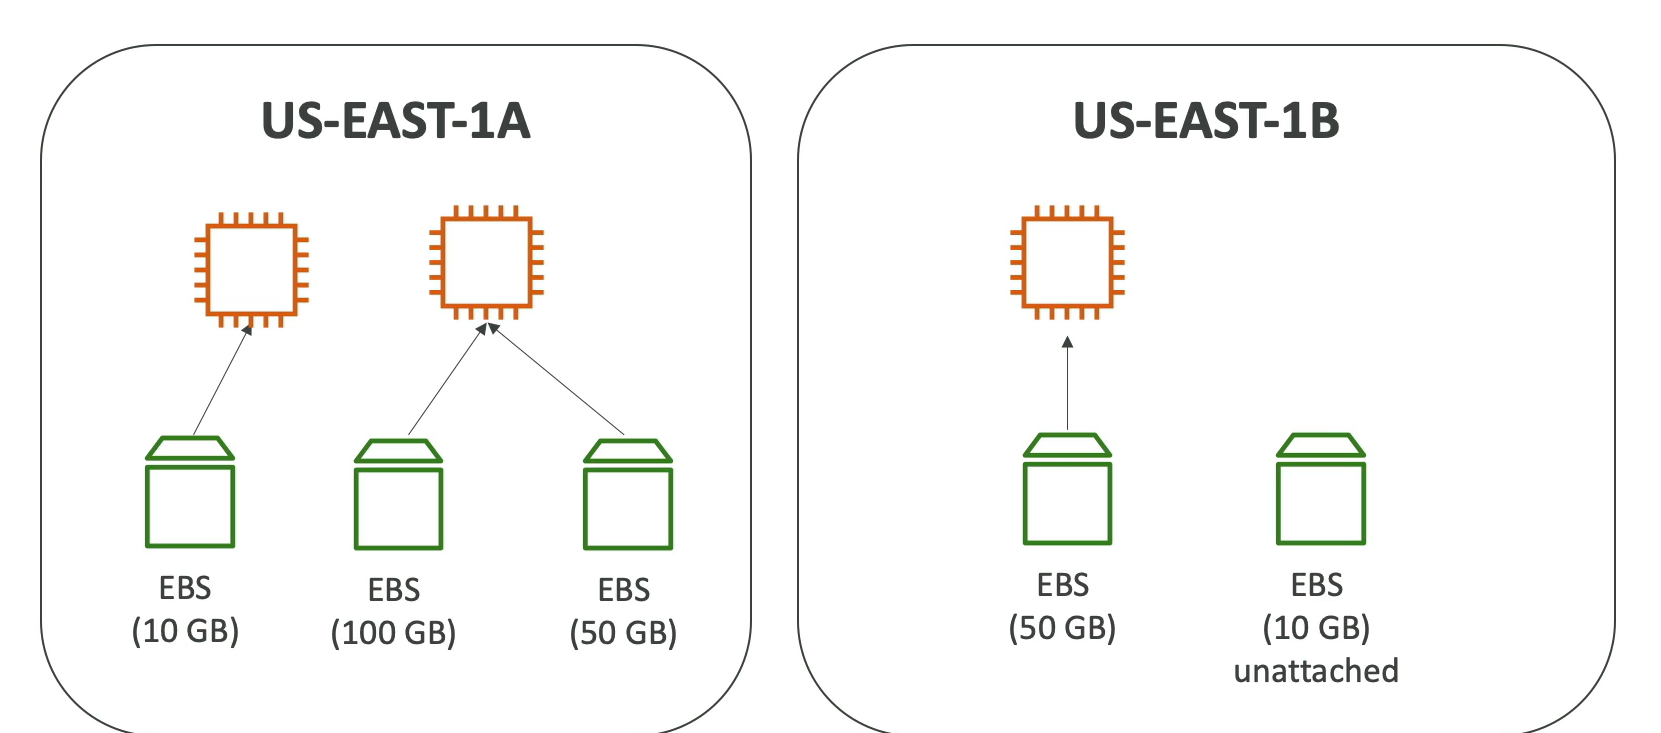 US-EAST-1A
EBS
(10 GB)
EBS
(100 GB)
EBS
(50 GB)
US-EAST-1B
EBS
(50 GB)
EBS
(10 GB)
unattached